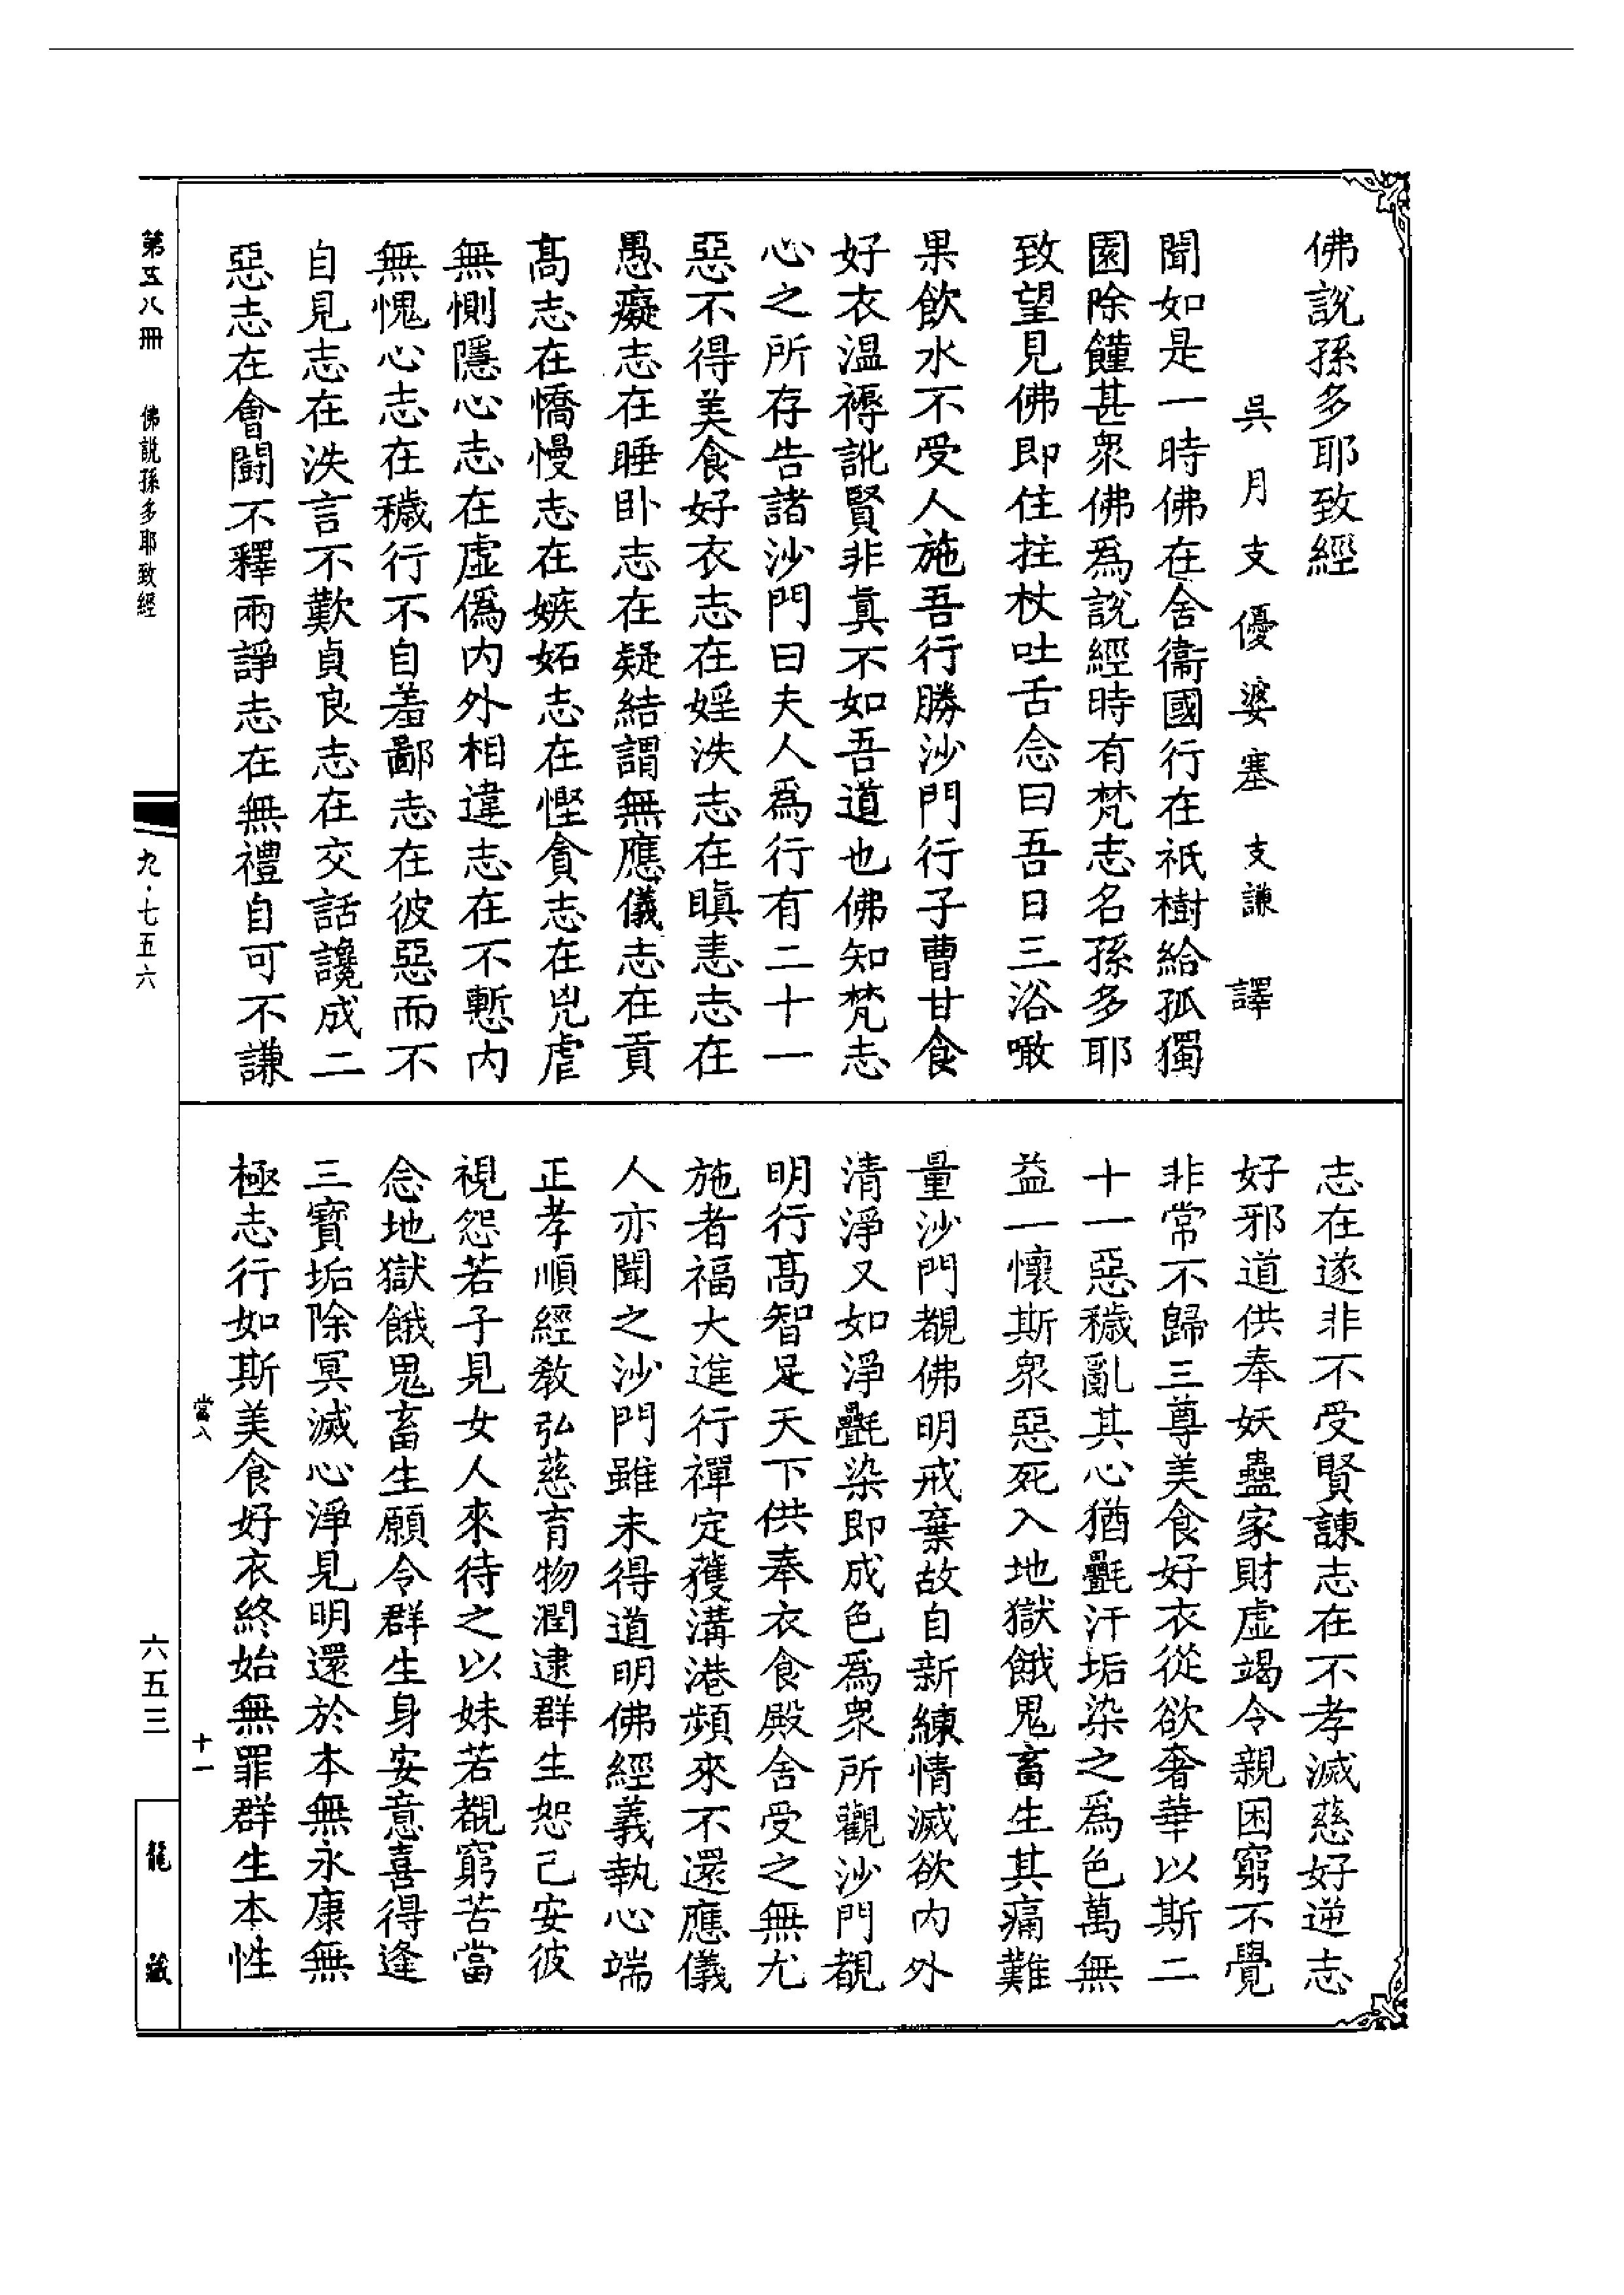 佛說孫多耶致經
吳月支優婆塞支謙譯
聞如是一時佛在舍衞國行在祇樹給孤獨
園除饉甚衆佛爲說經時有梵志名孫多耶
致望見佛即住拄杖吐舌念曰吾日三浴噉
果飲水不受人施吾行勝沙門行子曹甘食
好衣溫褥訿賢非眞不如吾道也佛知梵志
心之所存告諸沙門曰夫人爲行有二十一
惡不得美食好衣志在婬泆志在瞋恚志在
愚癡志在睡卧志在疑結謂無應儀志在貢
髙志在憍慢志在嫉妬志在慳貪志在兇虐
無惻隱心志在虛僞内外相違志在不慙内
無愧心志在穢行不自羞鄙志在彼惡而不
自見志在泆言不歎貞良志在交話讒成二
惡志在會鬪不釋兩諍志在無禮自可不謙
志在遂非不受賢諫志在不孝滅慈好逆志
好邪道供奉妖蠱家財虛竭令親困窮不覺
非常不歸三尊美食好衣從欲奢華以斯二
十一惡穢亂其心猶氎汗垢染之爲色萬無
益一懷斯衆惡死入地獄餓鬼畜生其痛難
量沙門覩佛明戒棄故自新練情滅欲内外
清淨又如淨氎染即成色爲衆所觀沙門覩
明行髙智足天下供奉衣食殿舍受之無尤
施者福大進行禪定獲溝港頻來不還應儀
人亦聞之沙門雖未得道明佛經義執心端
正孝順經教弘慈育物潤逮群生恕己安彼
視怨若子見女人來待之以妹若覩窮苦當
念地獄餓鬼畜生願令群生身安意喜得逢
三寶垢除冥滅心淨見明還於本無永康無
極志行如斯美食好衣終始無罪群生本性
當八
十一
第五八冊
佛說孫多耶致經
九·七五六
六五三
龍藏